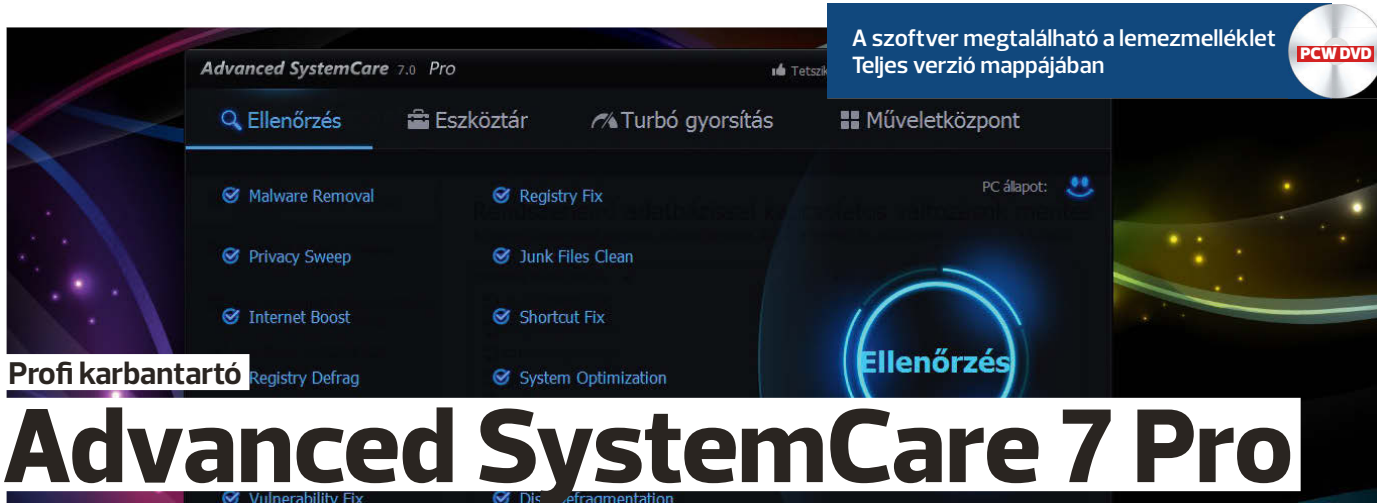 A szoftver megtalálható a lemezmelléklet
Teljes verzió mappájában
PCW DVD
Advanced SystemCare 7.0 Pro
Ellenőrzés
Eszköztár
Turbó gyorsítás
Műveletközpont
PC állapot:
Malware Removal
Registry Fix
Privacy Sweep
Junk Files Clean
Internet Boost
Shortcut Fix
Profi karbantartó
Registry Defrag
System Optimization
Ellenőrzés
Advanced SystemCare 7 Pro
Vulnerability Fix